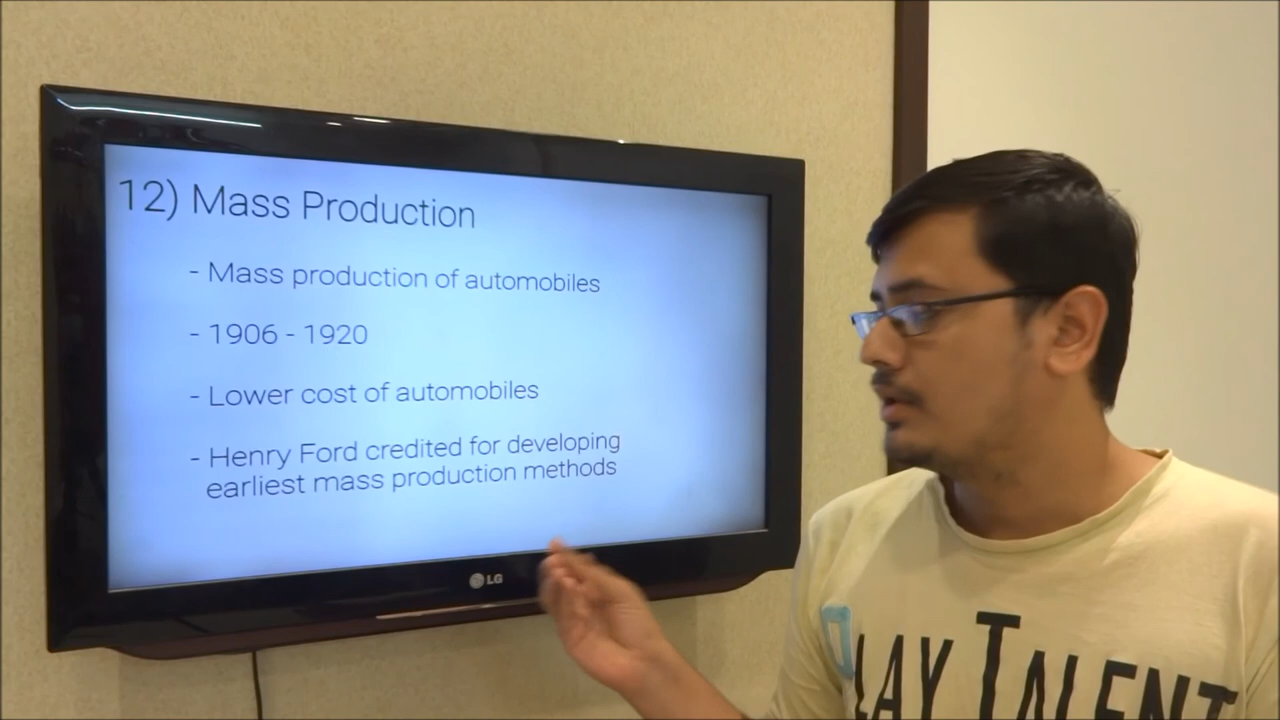 12) Mass Production
- Mass production of automobiles
- 1906 - 1920
- Lower cost of automobiles
- Henry Ford credited for developing
earliest mass production methods
LG
PLAY TALENT